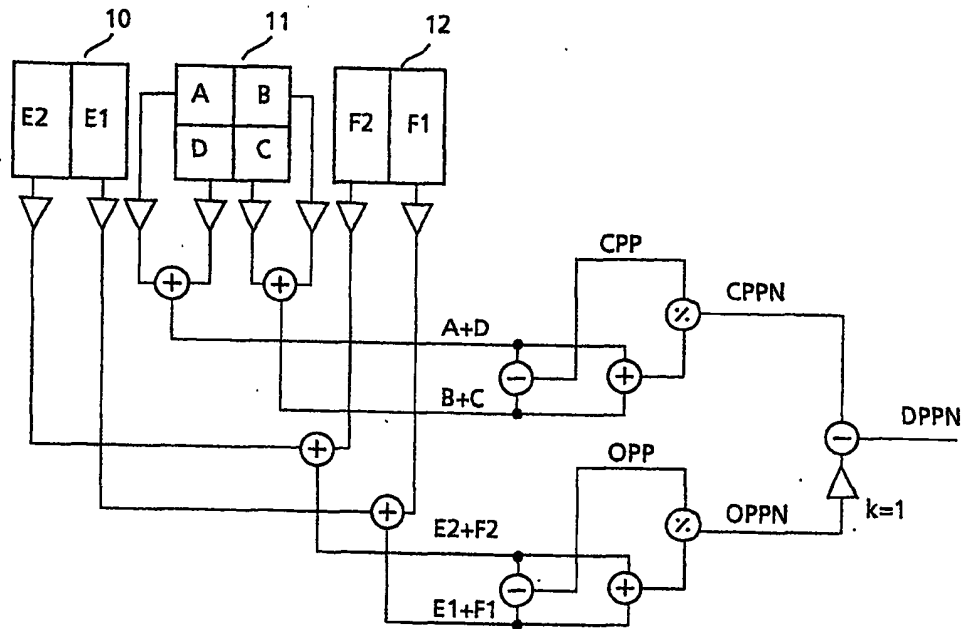 10
11
12
E2 E1
A B
D C
F2 F1
+
+
CPP
%
CPPN
A+D
−
+
B+C
DPPN
−
+
OPP
k=1
+
%
OPPN
E2+F2
−
+
E1+F1